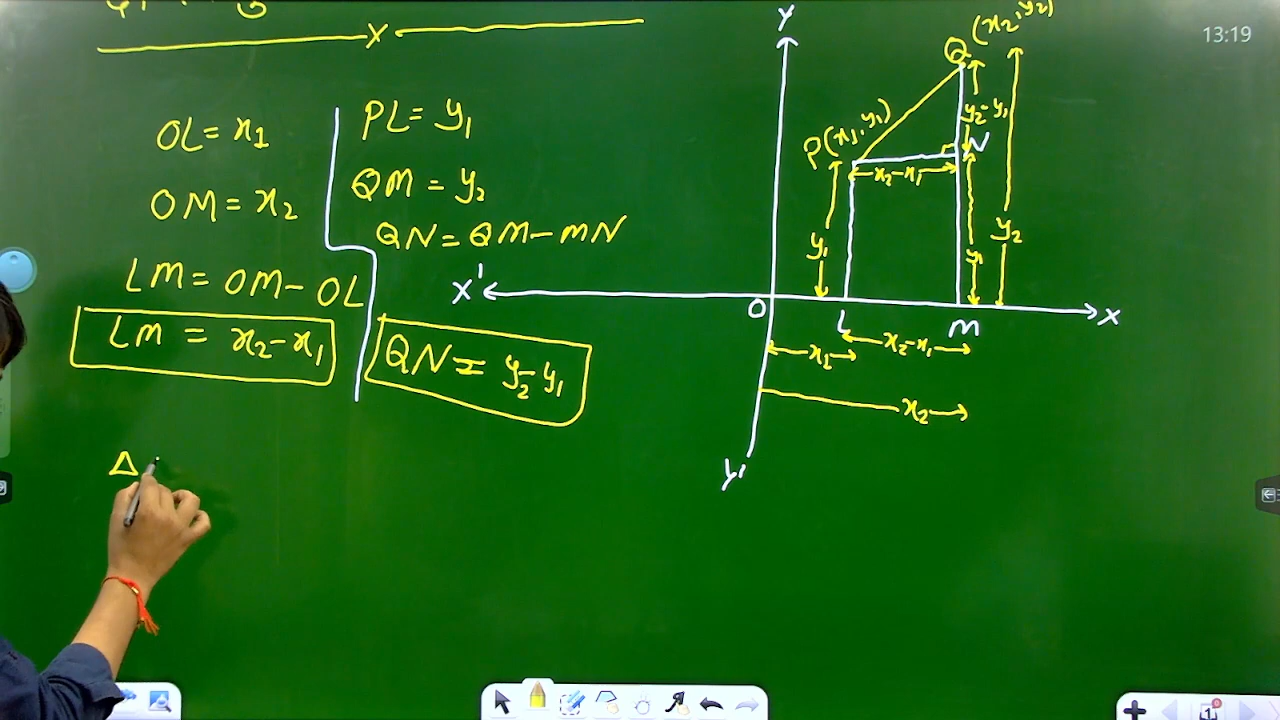 13:19
OL = x₁
OM = x₂
LM = OM - OL
LM = x₂ - x₁
PL = y₁
QM = y₂
QN = QM - MN
QN = y₂ - y₁
Δ
Y
Q (x₂, y₂)
P(x₁, y₁)
y₂-y₁
N
x₂-x₁
y₁
y₁
y₂
X'
O
L
M
X
x₁
x₂-x₁
x₂
Y'
1